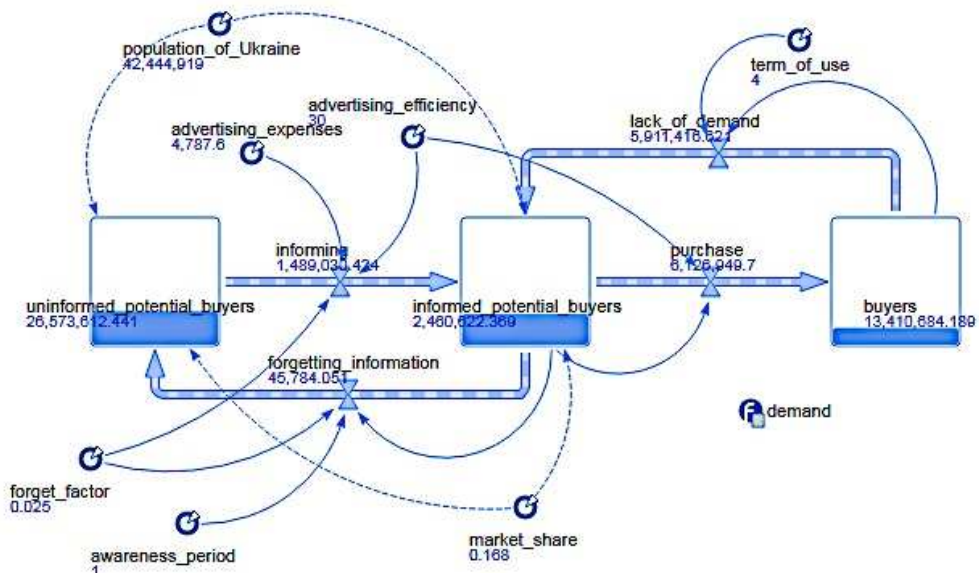 population_of_Ukraine
42,444,919
term_of_use
4
advertising_efficiency
30
advertising_expenses
4,787.6
lack_of_demand
5,911,416.621
informing
1,489,030.424
purchase
6,126,949.7
uninformed_potential_buyers
26,573,612.441
informed_potential_buyers
2,460,622.369
buyers
13,410,684.189
forgetting_information
45,784.051
demand
forget_factor
0.025
market_share
0.168
awareness_period
1